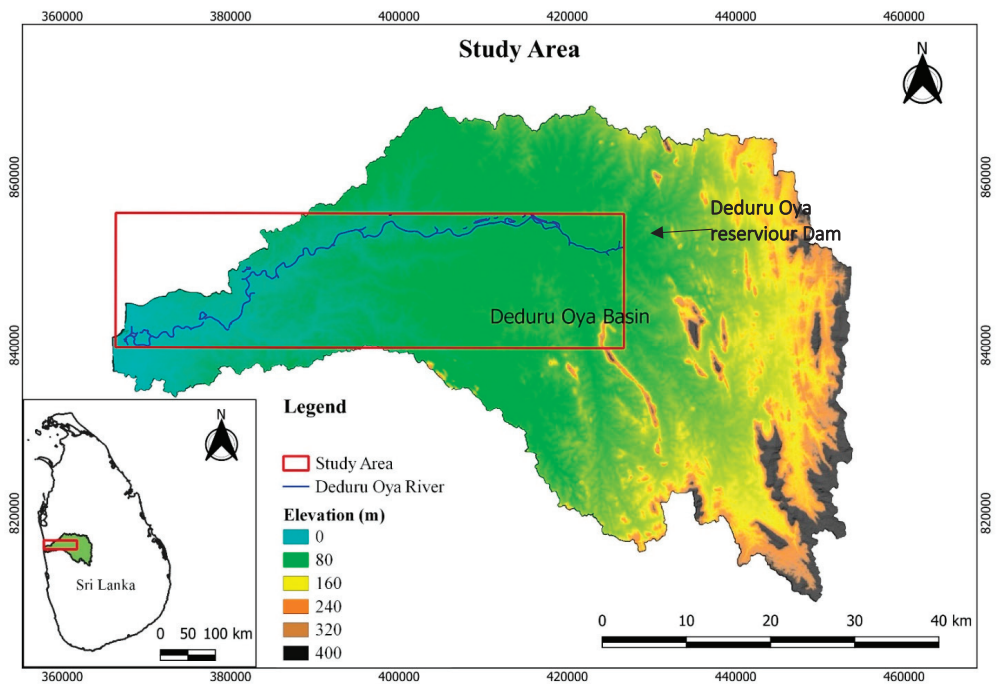 360000 380000 400000 420000 440000 460000
Study Area
N
860000
860000
Deduru Oya
reserviour Dam
Deduru Oya Basin
840000
840000
Legend
N
Study Area
Deduru Oya River
Elevation (m)
0
80
160
240
320
400
820000
820000
Sri Lanka
0 50 100 km
0 10 20 30 40 km
360000 380000 400000 420000 440000 460000